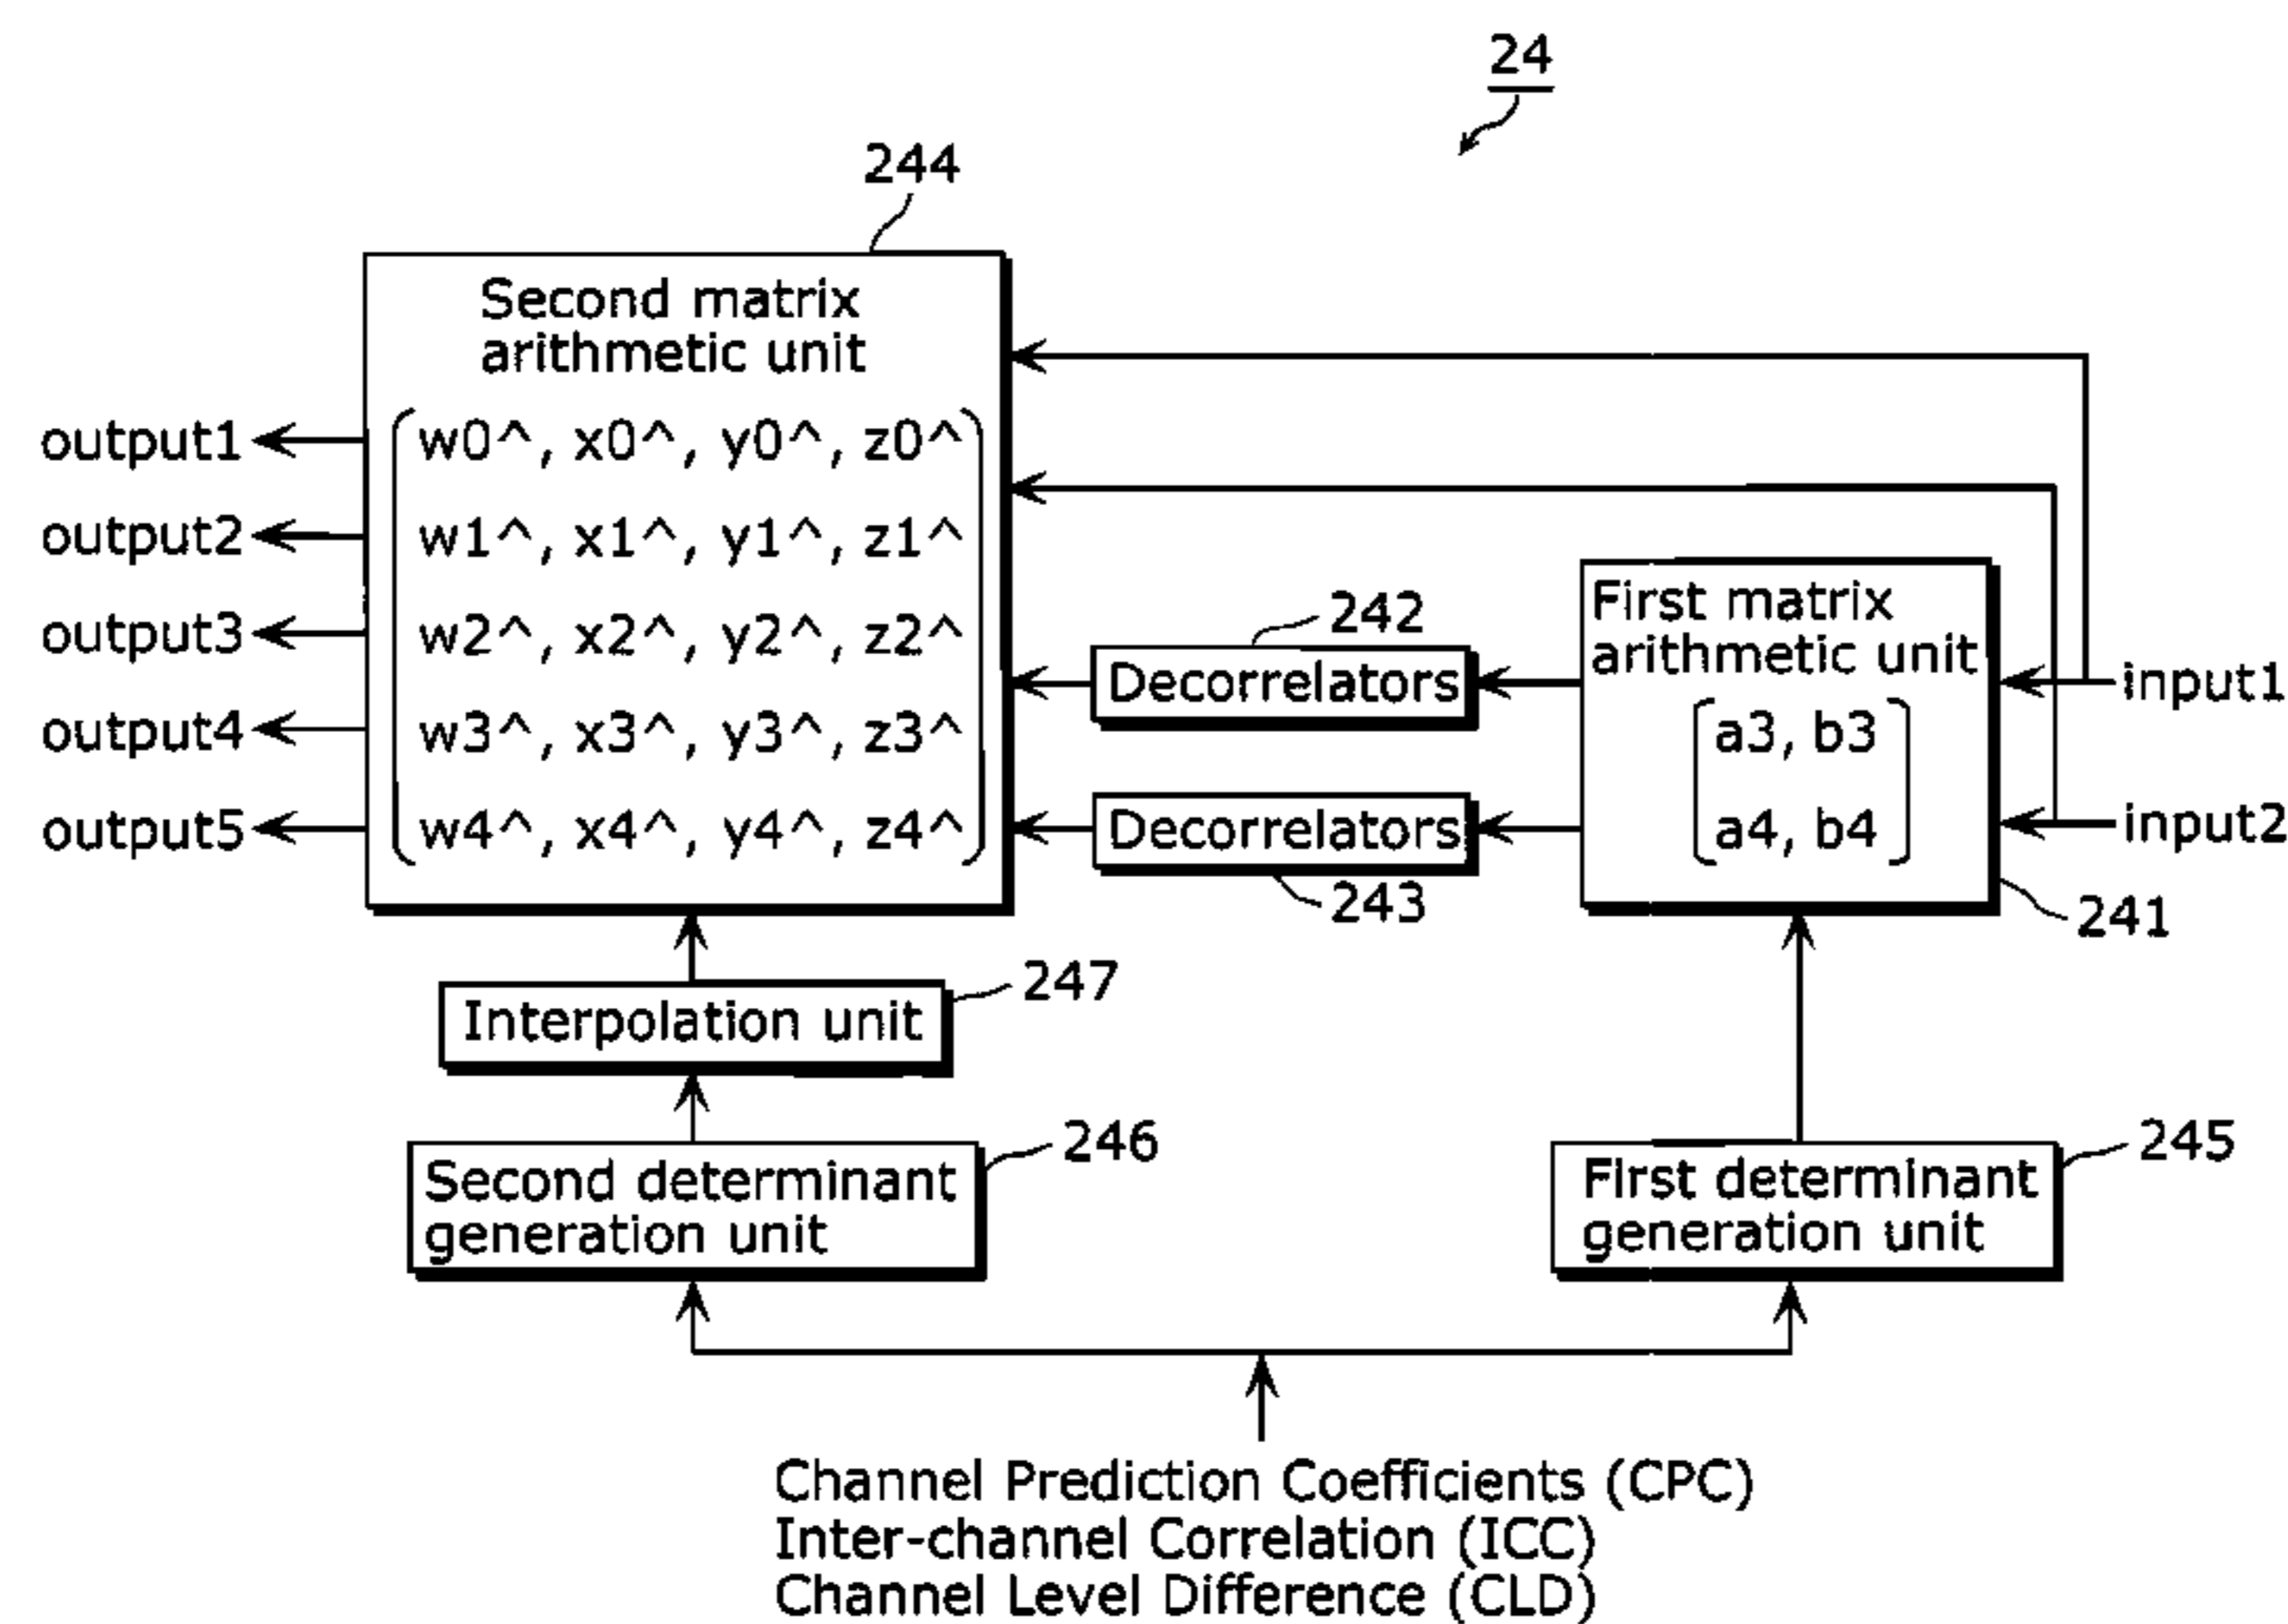 24
244
Second matrix
arithmetic unit
w0^, x0^, y0^, z0^
w1^, x1^, y1^, z1^
w2^, x2^, y2^, z2^
w3^, x3^, y3^, z3^
w4^, x4^, y4^, z4^
output1
output2
output3
output4
output5
242
Decorrelators
Decorrelators
243
First matrix
arithmetic unit
a3, b3
a4, b4
input1
input2
241
247
Interpolation unit
246
Second determinant
generation unit
245
First determinant
generation unit
Channel Prediction Coefficients (CPC)
Inter-channel Correlation (ICC)
Channel Level Difference (CLD)